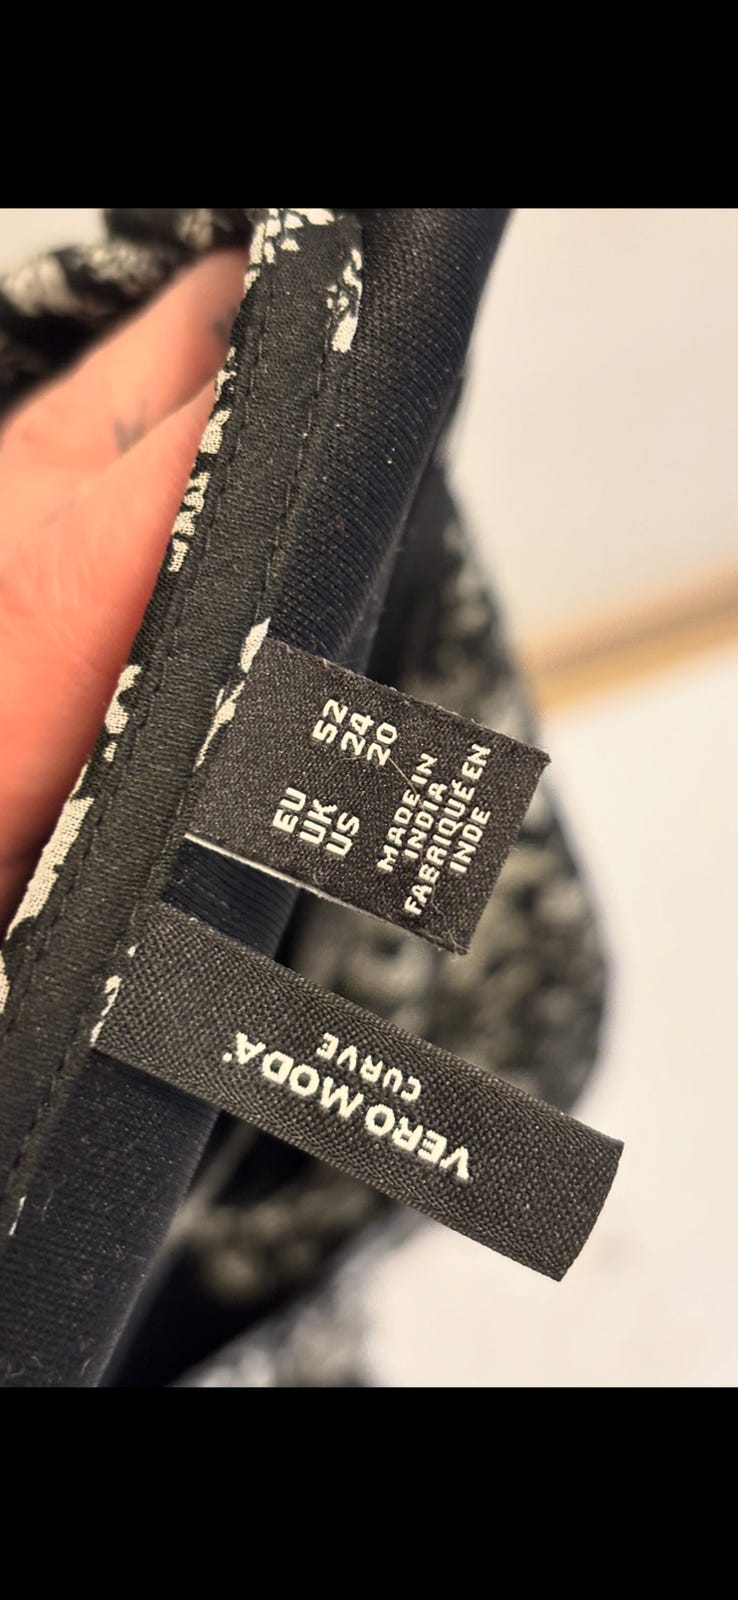 EU 52
UK 24
US 20
MADE IN
INDIA
FABRIQUÉ EN
INDE
VERO MODA
CURVE